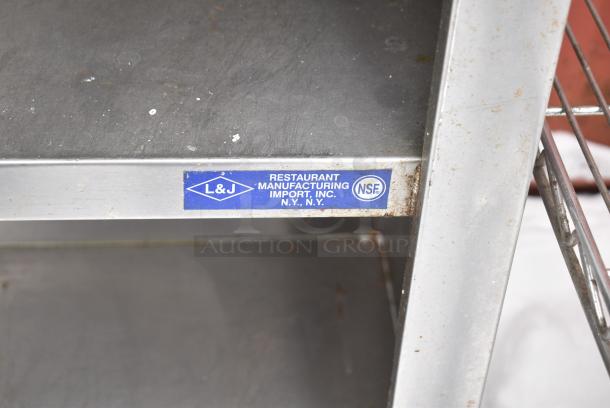 L&J
RESTAURANT
MANUFACTURING
IMPORT, INC.
N.Y., N.Y.
NSF
AUCTION GROUP